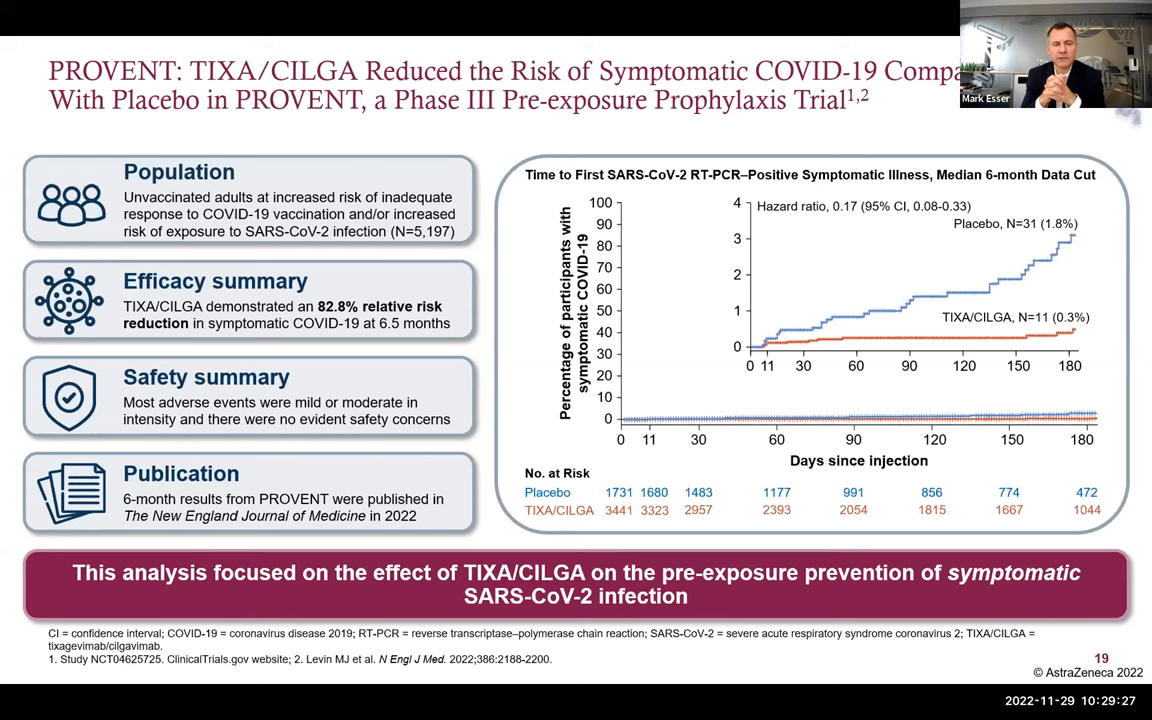 PROVENT: TIXA/CILGA Reduced the Risk of Symptomatic COVID-19 Compa
With Placebo in PROVENT, a Phase III Pre-exposure Prophylaxis Trial1,2
Mark Esser
Population
Unvaccinated adults at increased risk of inadequate
response to COVID-19 vaccination and/or increased
risk of exposure to SARS-CoV-2 infection (N=5,197)
Efficacy summary
TIXA/CILGA demonstrated an 82.8% relative risk
reduction in symptomatic COVID-19 at 6.5 months
Safety summary
Most adverse events were mild or moderate in
intensity and there were no evident safety concerns
Publication
6-month results from PROVENT were published in
The New England Journal of Medicine in 2022
Time to First SARS-CoV-2 RT-PCR–Positive Symptomatic Illness, Median 6-month Data Cut
Percentage of participants with
symptomatic COVID-19
100
90
80
70
60
50
40
30
20
10
0
0 11 30 60 90 120 150 180
Days since injection
4
3
2
1
0
0 11 30 60 90 120 150 180
Hazard ratio, 0.17 (95% CI, 0.08-0.33)
Placebo, N=31 (1.8%)
TIXA/CILGA, N=11 (0.3%)
No. at Risk
Placebo 1731 1680 1483 1177 991 856 774 472
TIXA/CILGA 3441 3323 2957 2393 2054 1815 1667 1044
This analysis focused on the effect of TIXA/CILGA on the pre-exposure prevention of symptomatic
SARS-CoV-2 infection
CI = confidence interval; COVID-19 = coronavirus disease 2019; RT-PCR = reverse transcriptase–polymerase chain reaction; SARS-CoV-2 = severe acute respiratory syndrome coronavirus 2; TIXA/CILGA =
tixagevimab/cilgavimab.
1. Study NCT04625725. ClinicalTrials.gov website; 2. Levin MJ et al. N Engl J Med. 2022;386:2188-2200.
19
© AstraZeneca 2022
2022-11-29 10:29:27